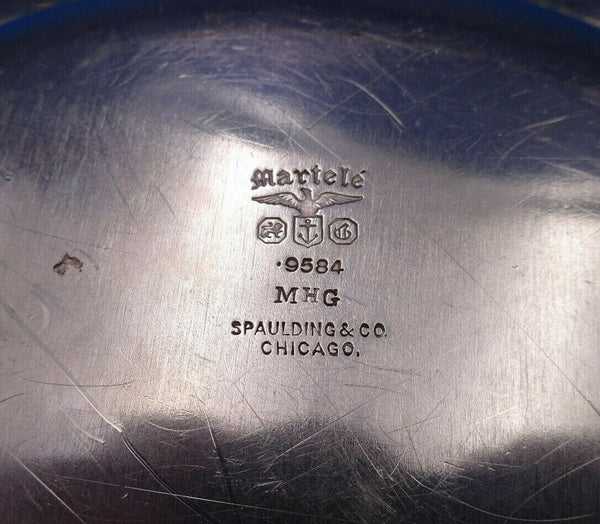 Martelé
·9584
MHG
SPAULDING & CO.
CHICAGO.